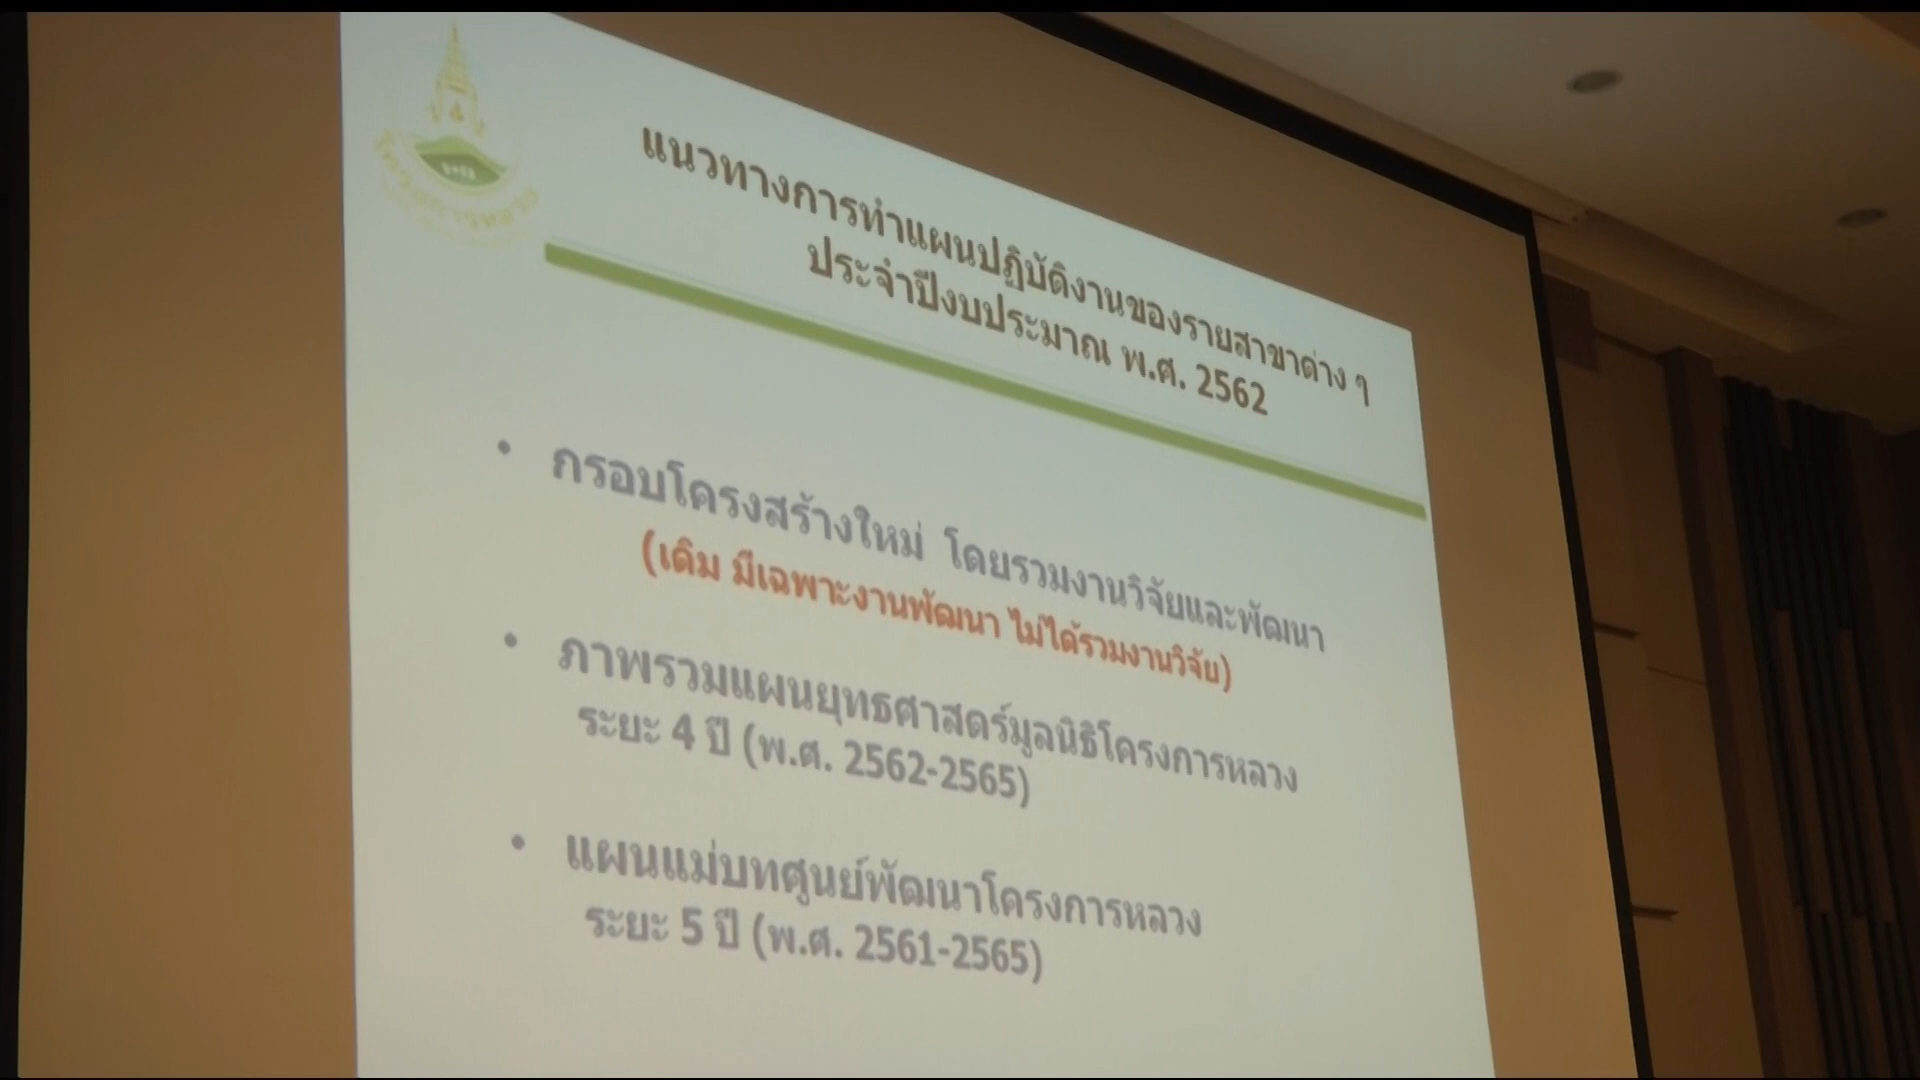 แนวทางการทำแผนปฏิบัติงานของรายสาขาต่าง ๆ
ประจำปีงบประมาณ พ.ศ. 2562
• กรอบโครงสร้างใหม่ โดยรวมงานวิจัยและพัฒนา
(เดิม มีเฉพาะงานพัฒนา ไม่ได้รวมงานวิจัย)
• ภาพรวมแผนยุทธศาสตร์มูลนิธิโครงการหลวง
ระยะ 4 ปี (พ.ศ. 2562-2565)
• แผนแม่บทศูนย์พัฒนาโครงการหลวง
ระยะ 5 ปี (พ.ศ. 2561-2565)